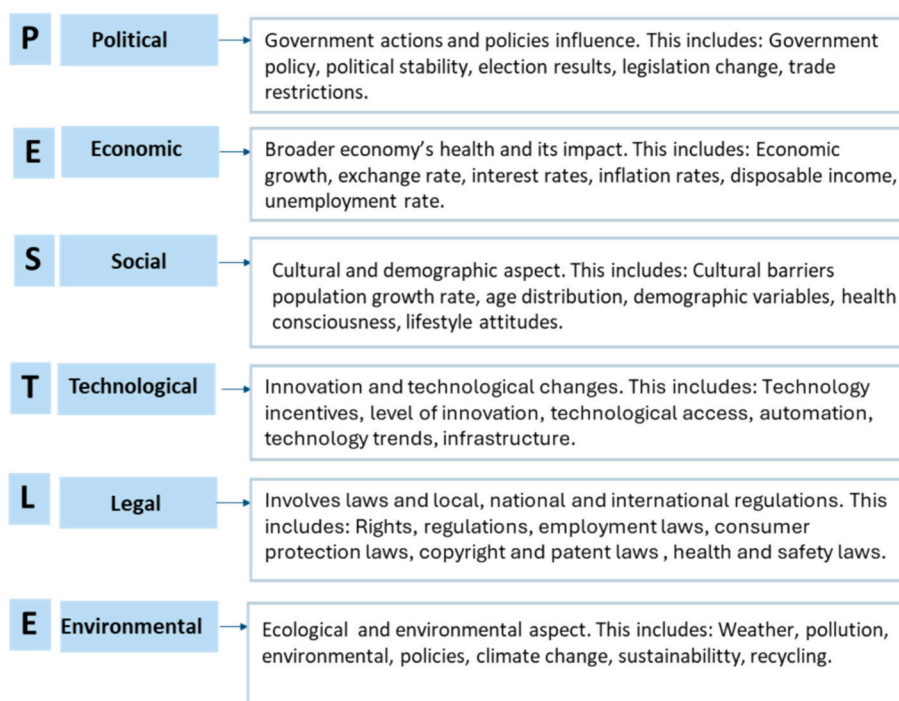 P Political Government actions and policies influence. This includes: Government
policy, political stability, election results, legislation change, trade
restrictions.
E Economic Broader economy's health and its impact. This includes: Economic
growth, exchange rate, interest rates, inflation rates, disposable income,
unemployment rate.
S Social Cultural and demographic aspect. This includes: Cultural barriers
population growth rate, age distribution, demographic variables, health
consciousness, lifestyle attitudes.
T Technological Innovation and technological changes. This includes: Technology
incentives, level of innovation, technological access, automation,
technology trends, infrastructure.
L Legal Involves laws and local, national and international regulations. This
includes: Rights, regulations, employment laws, consumer
protection laws, copyright and patent laws , health and safety laws.
E Environmental Ecological and environmental aspect. This includes: Weather, pollution,
environmental, policies, climate change, sustainabilitty, recycling.